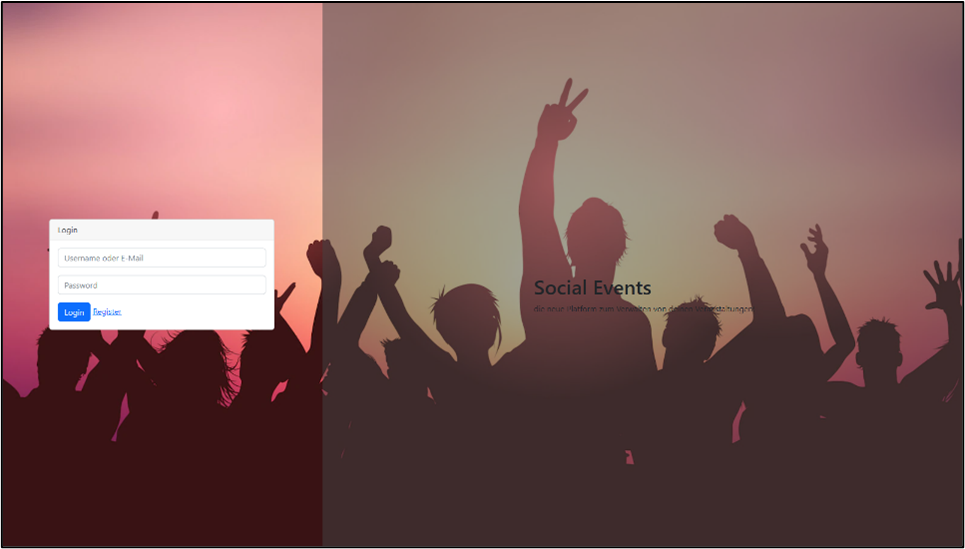 Login
Username oder E-Mail
Password
Login Register
Social Events
die neue Platform zum Verwalten von deinen Veranstaltungen